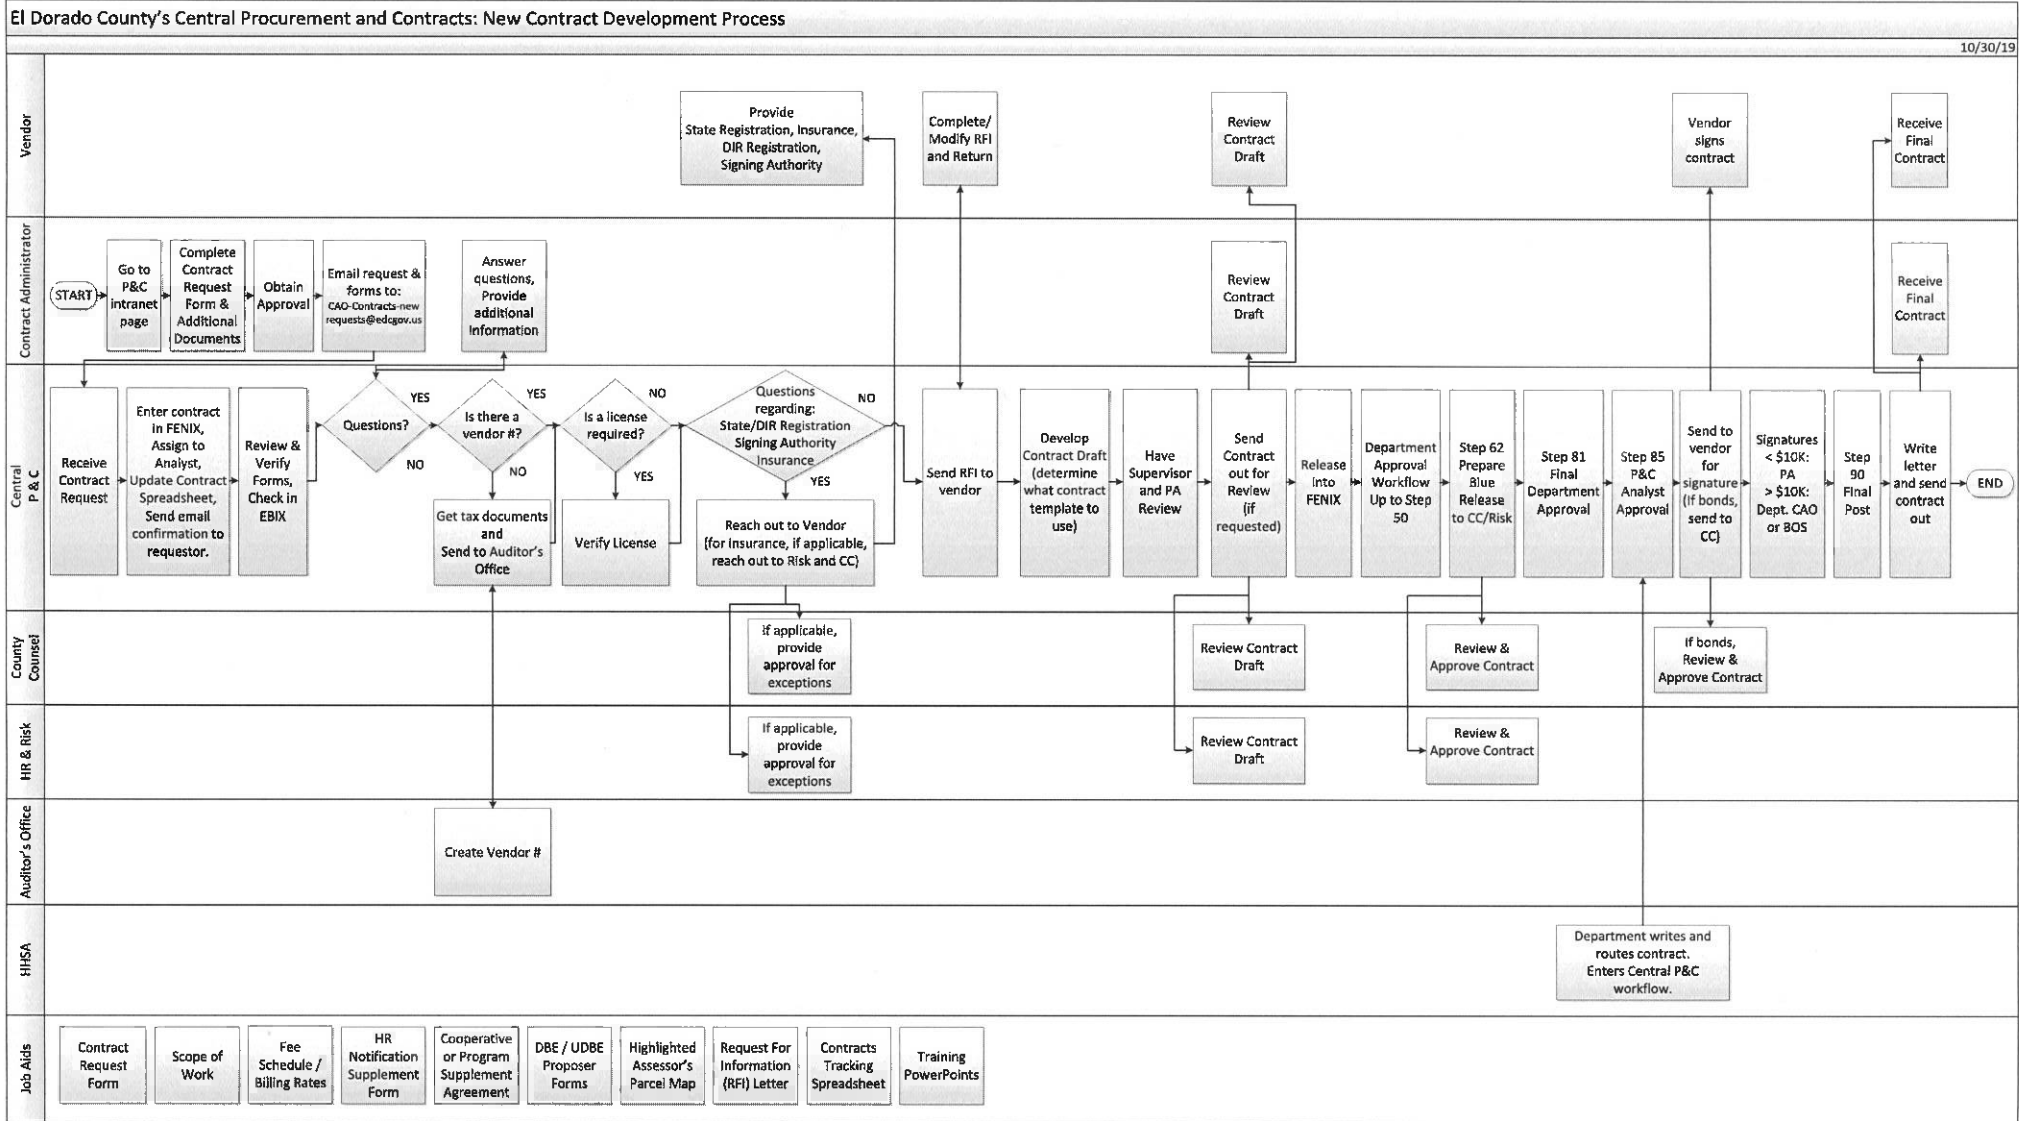 El Dorado County's Central Procurement and Contracts: New Contract Development Process
10/30/19
Vendor
Provide
State Registration, Insurance,
DIR Registration,
Signing Authority
Complete/
Modify RFI
and Return
Review
Contract
Draft
Vendor
signs
contract
Receive
Final
Contract
Contract Administrator
START
Go to
P&C
intranet
page
Complete
Contract
Request
Form &
Additional
Documents
Obtain
Approval
Email request &
forms to:
CAO-Contracts-new
requests@edcgov.us
Answer
questions,
Provide
additional
Information
Review
Contract
Draft
Receive
Final
Contract
Central
P & C
Receive
Contract
Request
Enter contract
in FENIX,
Assign to
Analyst,
Update Contract
Spreadsheet,
Send email
confirmation to
requestor.
Review &
Verify
Forms,
Check in
EBIX
Questions?
YES
NO
Is there a
vendor #?
YES
NO
Get tax documents
and
Send to Auditor's
Office
Is a license
required?
NO
YES
Verify License
Questions
regarding:
State/DIR Registration
Signing Authority
Insurance
NO
YES
Reach out to Vendor
(for insurance, if applicable,
reach out to Risk and CC)
Send RFI to
vendor
Develop
Contract Draft
(determine
what contract
template to
use)
Have
Supervisor
and PA
Review
Send
Contract
out for
Review
(if
requested)
Release
into
FENIX
Department
Approval
Workflow
Up to Step
50
Step 62
Prepare
Blue
Release
to CC/Risk
Step 81
Final
Department
Approval
Step 85
P&C
Analyst
Approval
Send to
vendor
for
signature
(If bonds,
send to
CC)
Signatures
< $10K:
PA
> $10K:
Dept. CAO
or BOS
Step
90
Final
Post
Write
letter
and send
contract
out
END
County
Counsel
If applicable,
provide
approval for
exceptions
Review Contract
Draft
Review &
Approve Contract
If bonds,
Review &
Approve Contract
HR & Risk
If applicable,
provide
approval for
exceptions
Review Contract
Draft
Review &
Approve Contract
Auditor's Office
Create Vendor #
HHSA
Department writes and
routes contract.
Enters Central P&C
workflow.
Job Aids
Contract
Request
Form
Scope of
Work
Fee
Schedule /
Billing Rates
HR
Notification
Supplement
Form
Cooperative
or Program
Supplement
Agreement
DBE / UDBE
Proposer
Forms
Highlighted
Assessor's
Parcel Map
Request For
Information
(RFI) Letter
Contracts
Tracking
Spreadsheet
Training
PowerPoints